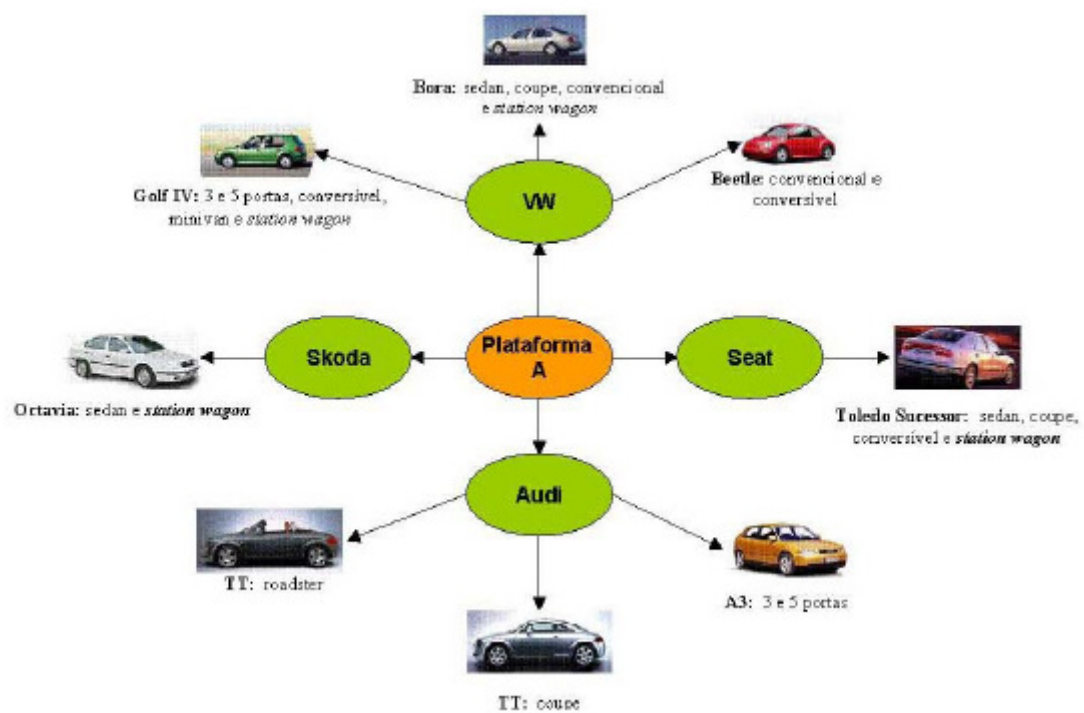 Bora: sedan, coupe, convencional
e station wagon
Golf IV: 3 e 5 portas, conversível,
minivan e station wagon
VW
Beetle: convencional e
conversível
Skoda
Plataforma
A
Seat
Octavia: sedan e station wagon
Toledo Sucessor: sedan, coupe,
conversível e station wagon
Audi
TT: roadster
A3: 3 e 5 portas
TT: coupe